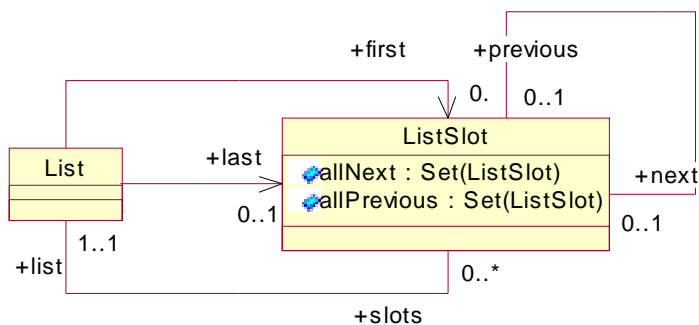 +first
+previous
0.
0..1
ListSlot
List
+last
allNext : Set(ListSlot)
+next
allPrevious : Set(ListSlot)
0..1
0..1
1..1
+list
0..*
+slots